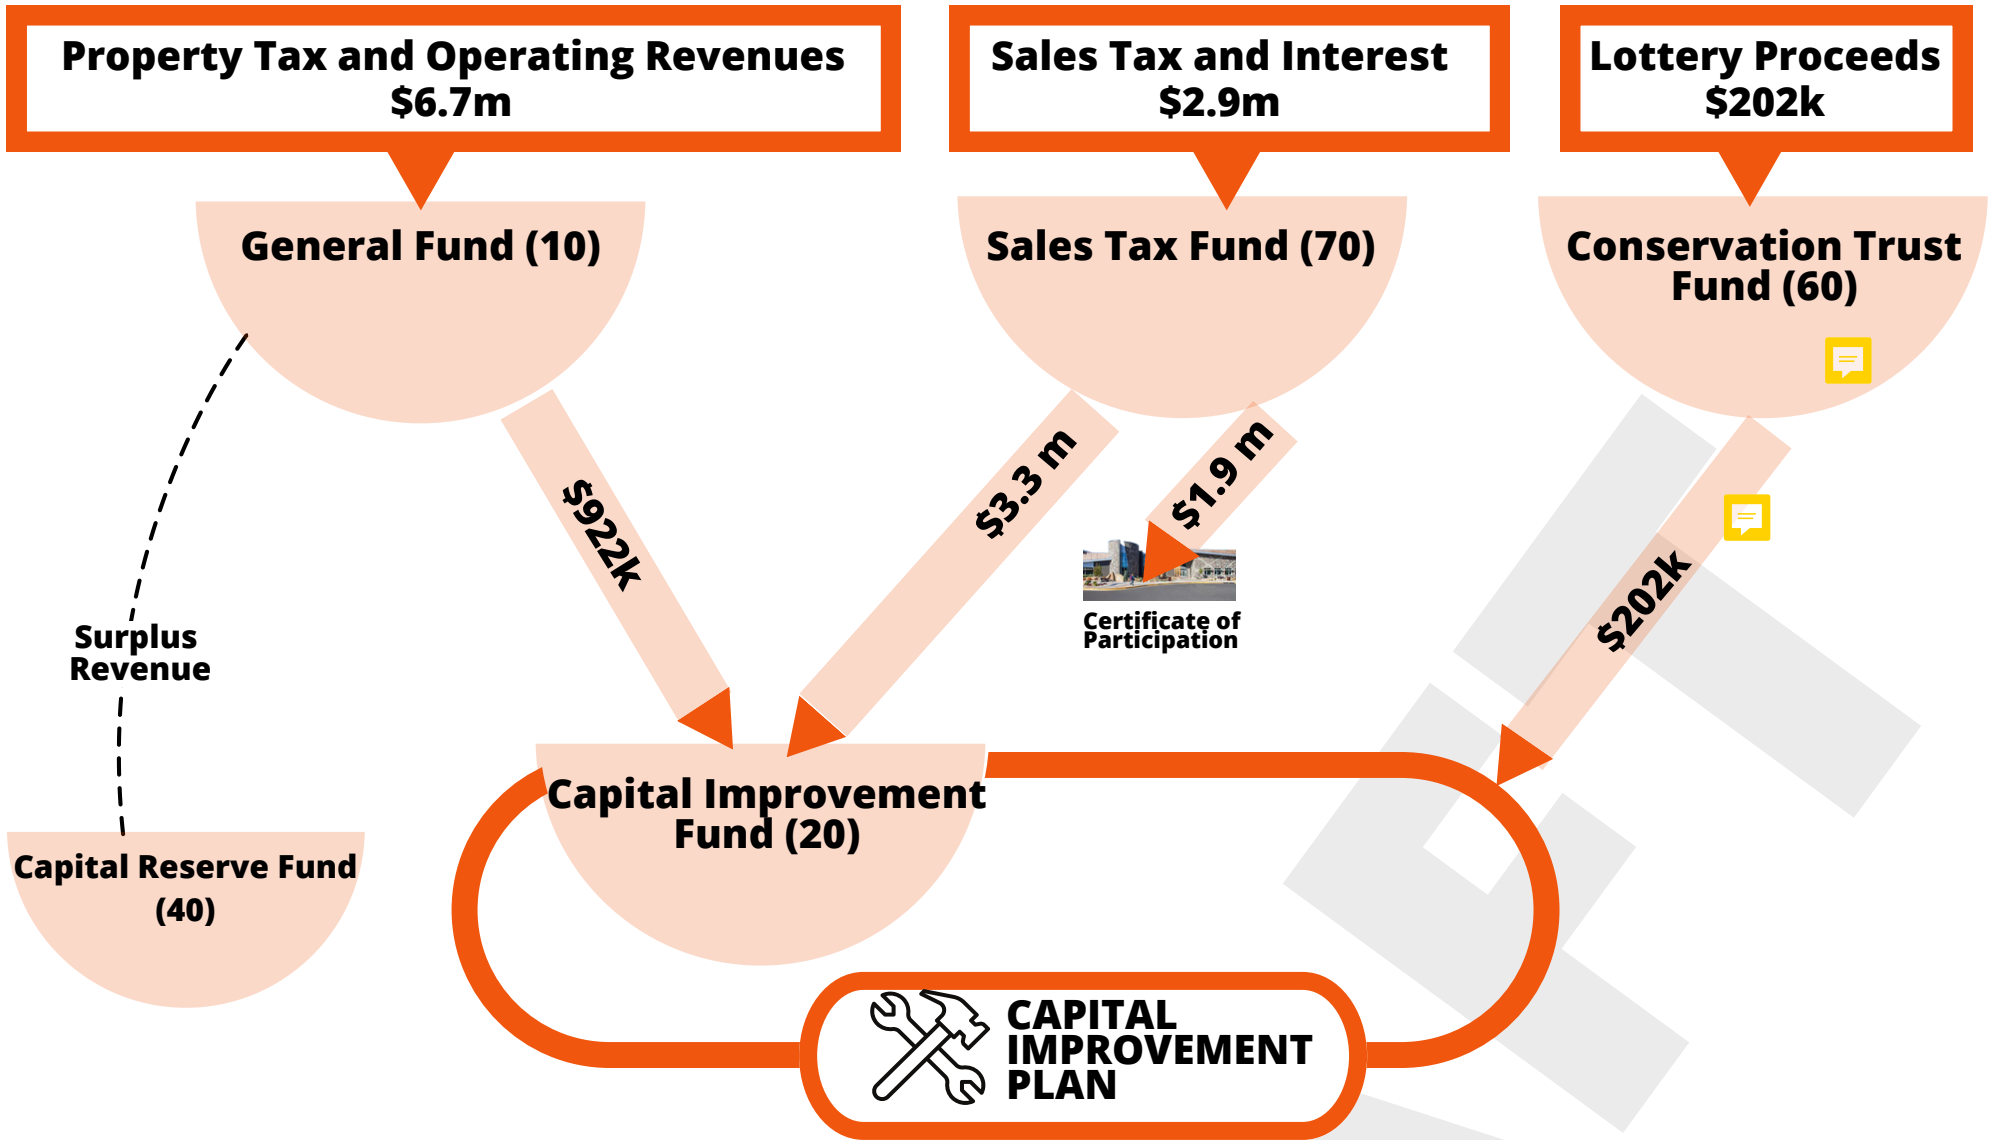 Property Tax and Operating Revenues
$6.7m
Sales Tax and Interest
$2.9m
Lottery Proceeds
$202k
General Fund (10)
Sales Tax Fund (70)
Conservation Trust
Fund (60)
$922k
$3.3 m
$1.9 m
$202k
Certificate of
Participation
Surplus
Revenue
Capital Improvement
Fund (20)
Capital Reserve Fund
(40)
CAPITAL
IMPROVEMENT
PLAN